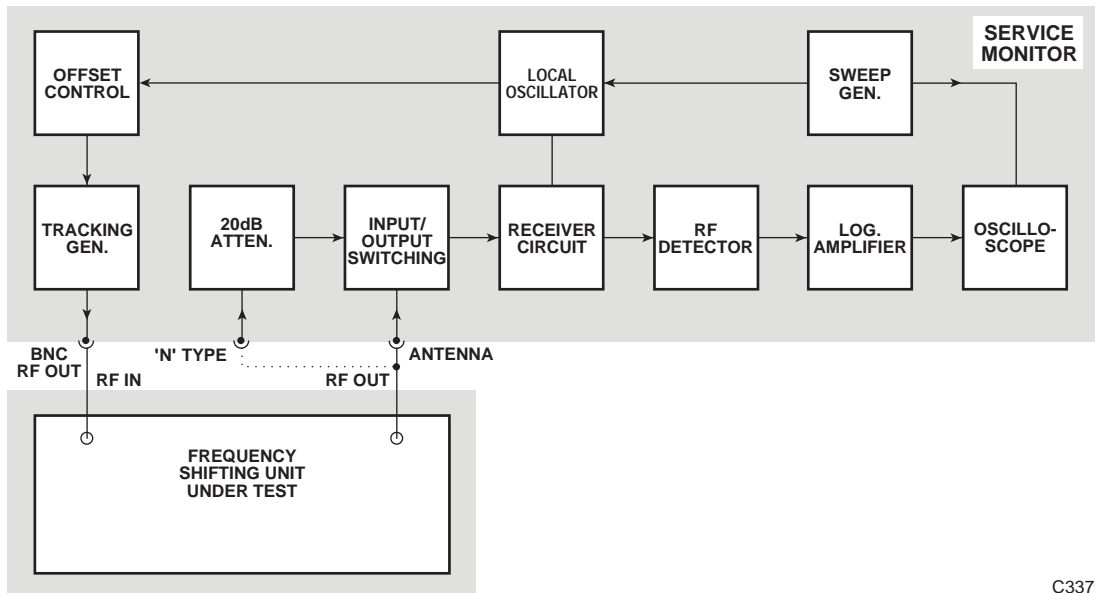 SERVICE
MONITOR
OFFSET
CONTROL
LOCAL
OSCILLATOR
SWEEP
GEN.
TRACKING
GEN.
20dB
ATTEN.
INPUT/
OUTPUT
SWITCHING
RECEIVER
CIRCUIT
RF
DETECTOR
LOG.
AMPLIFIER
OSCILLO-
SCOPE
BNC
RF OUT
RF IN
'N' TYPE
RF OUT
ANTENNA
FREQUENCY
SHIFTING UNIT
UNDER TEST
C337